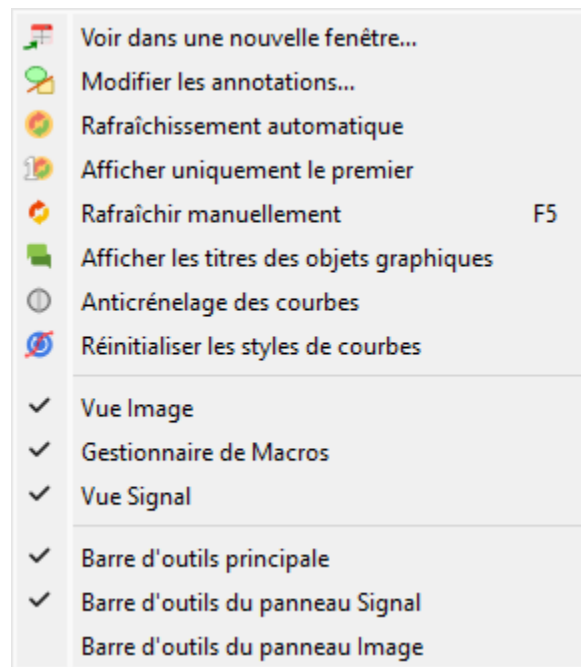 Voir dans une nouvelle fenêtre...
Modifier les annotations...
Rafraîchissement automatique
Afficher uniquement le premier
Rafraîchir manuellement F5
Afficher les titres des objets graphiques
Anticrénelage des courbes
Réinitialiser les styles de courbes
Vue Image
Gestionnaire de Macros
Vue Signal
Barre d'outils principale
Barre d'outils du panneau Signal
Barre d'outils du panneau Image